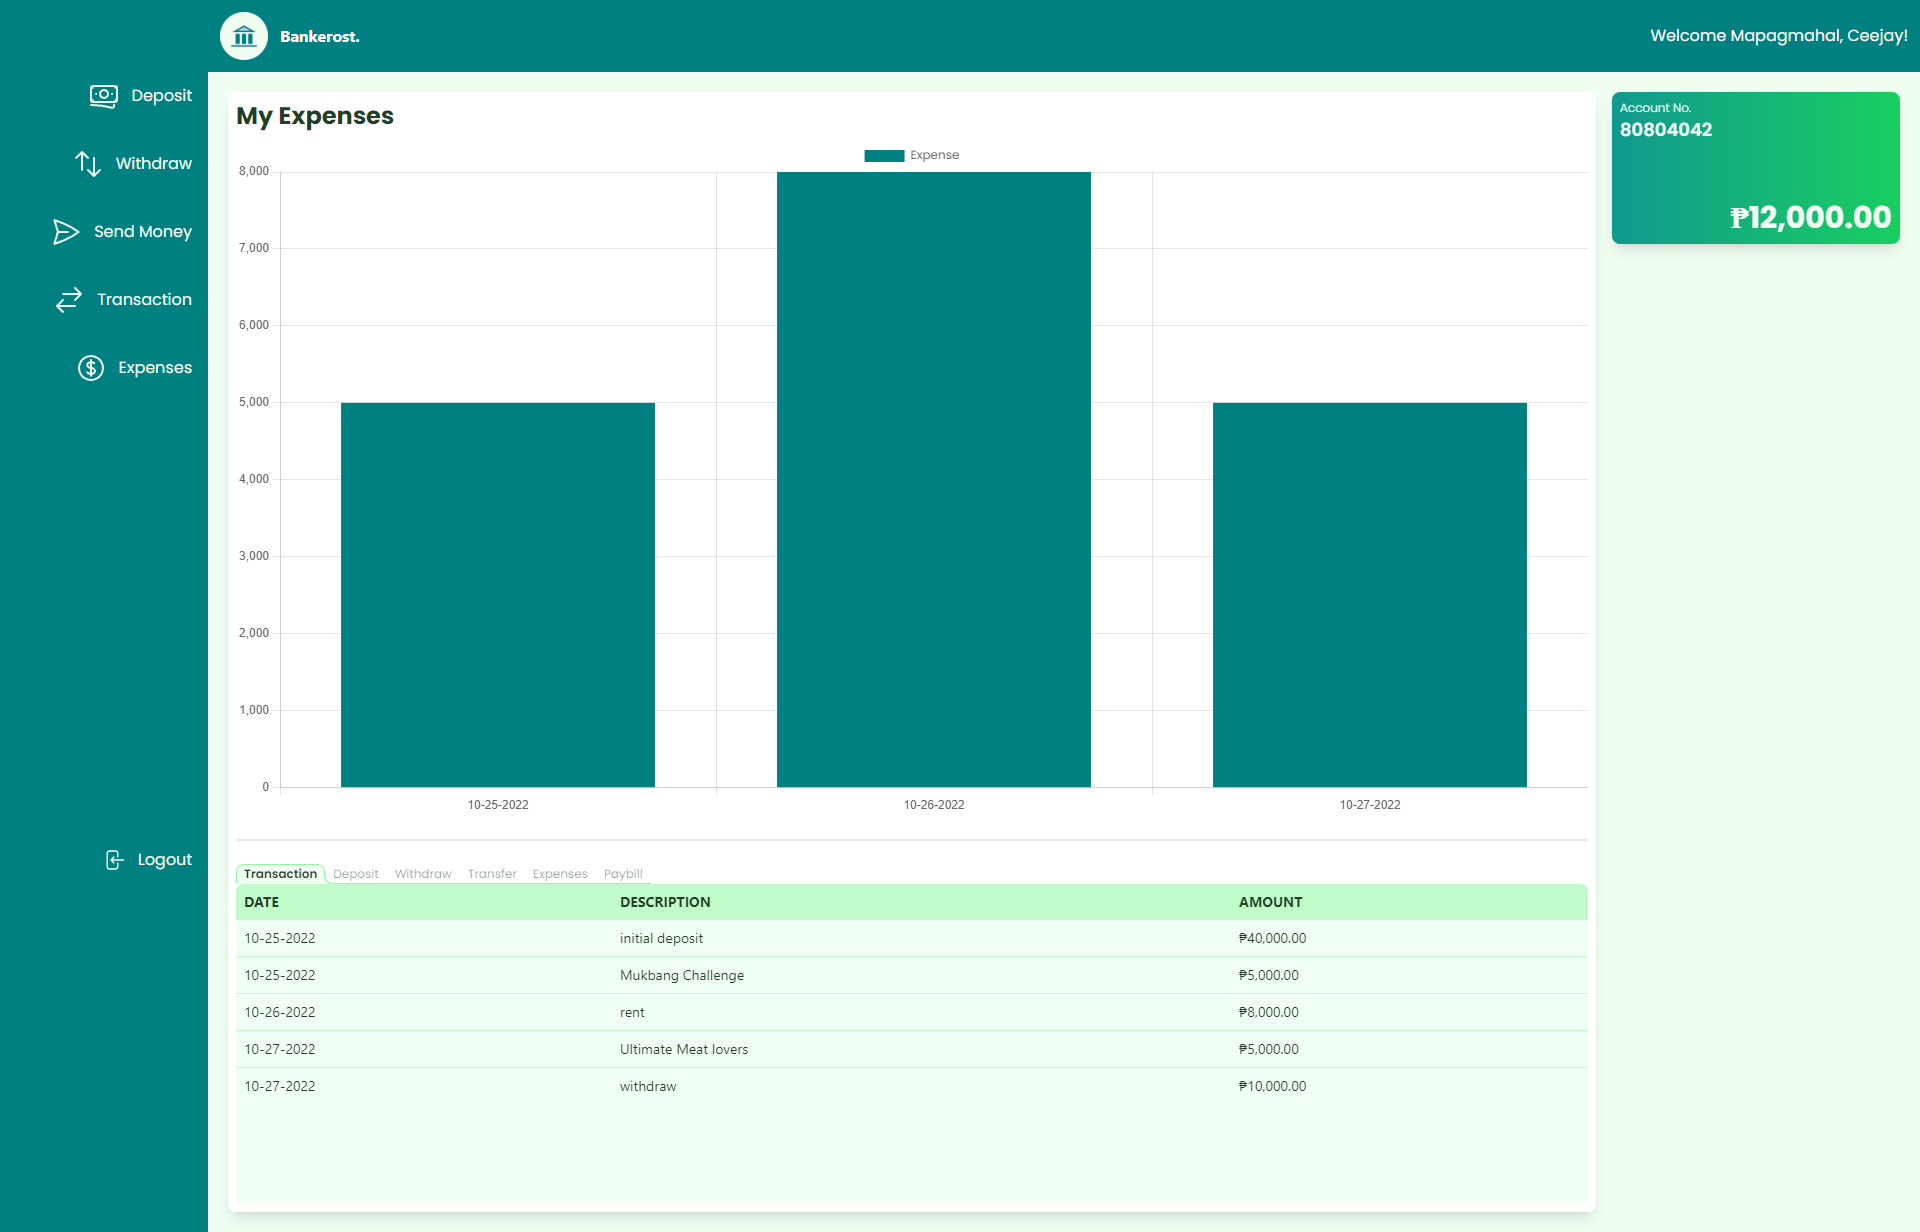 Bankerost.
Welcome Mapagmahal, Ceejay!
Deposit
Withdraw
Send Money
Transaction
Expenses
Logout
My Expenses
Expense
8,000
7,000
6,000
5,000
4,000
3,000
2,000
1,000
0
10-25-2022 10-26-2022 10-27-2022
Account No.
80804042
₱12,000.00
Transaction Deposit Withdraw Transfer Expenses Paybill
DATE DESCRIPTION AMOUNT
10-25-2022 initial deposit ₱40,000.00
10-25-2022 Mukbang Challenge ₱5,000.00
10-26-2022 rent ₱8,000.00
10-27-2022 Ultimate Meat lovers ₱5,000.00
10-27-2022 withdraw ₱10,000.00